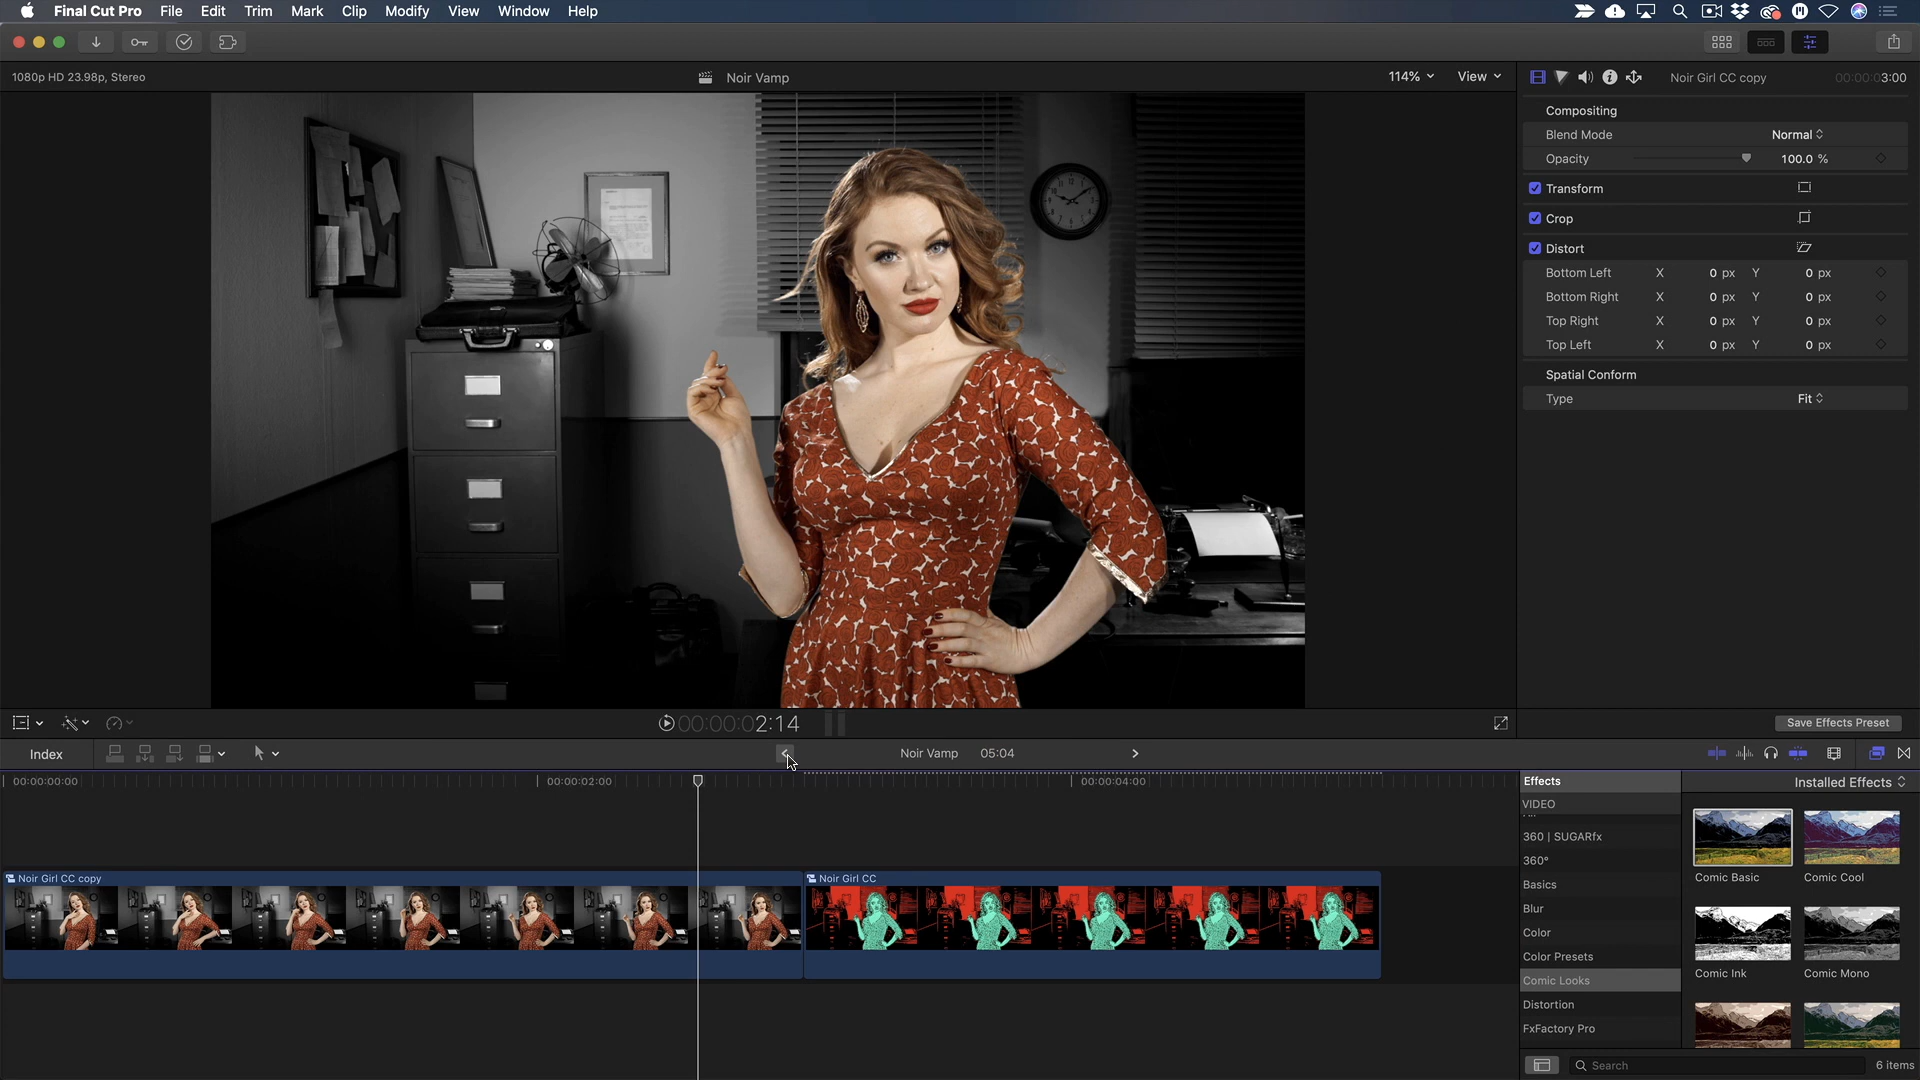 Final Cut Pro File Edit Trim Mark Clip Modify View Window Help
1080p HD 23.98p, Stereo
Noir Vamp
114% View
Noir Girl CC copy 00:00:03:00
Compositing
Blend Mode Normal
Opacity 100.0 %
Transform
Crop
Distort
Bottom Left X 0 px Y 0 px
Bottom Right X 0 px Y 0 px
Top Right X 0 px Y 0 px
Top Left X 0 px Y 0 px
Spatial Conform
Type Fit
00:00:02:14
Save Effects Preset
Index
Noir Vamp 05:04
00:00:00:00 00:00:02:00 00:00:04:00
Noir Girl CC copy
Noir Girl CC
Effects
Installed Effects
VIDEO
360 | SUGARfx
360°
Basics
Blur
Color
Color Presets
Comic Looks
Distortion
FxFactory Pro
Comic Basic Comic Cool
Comic Ink Comic Mono
Search
6 items